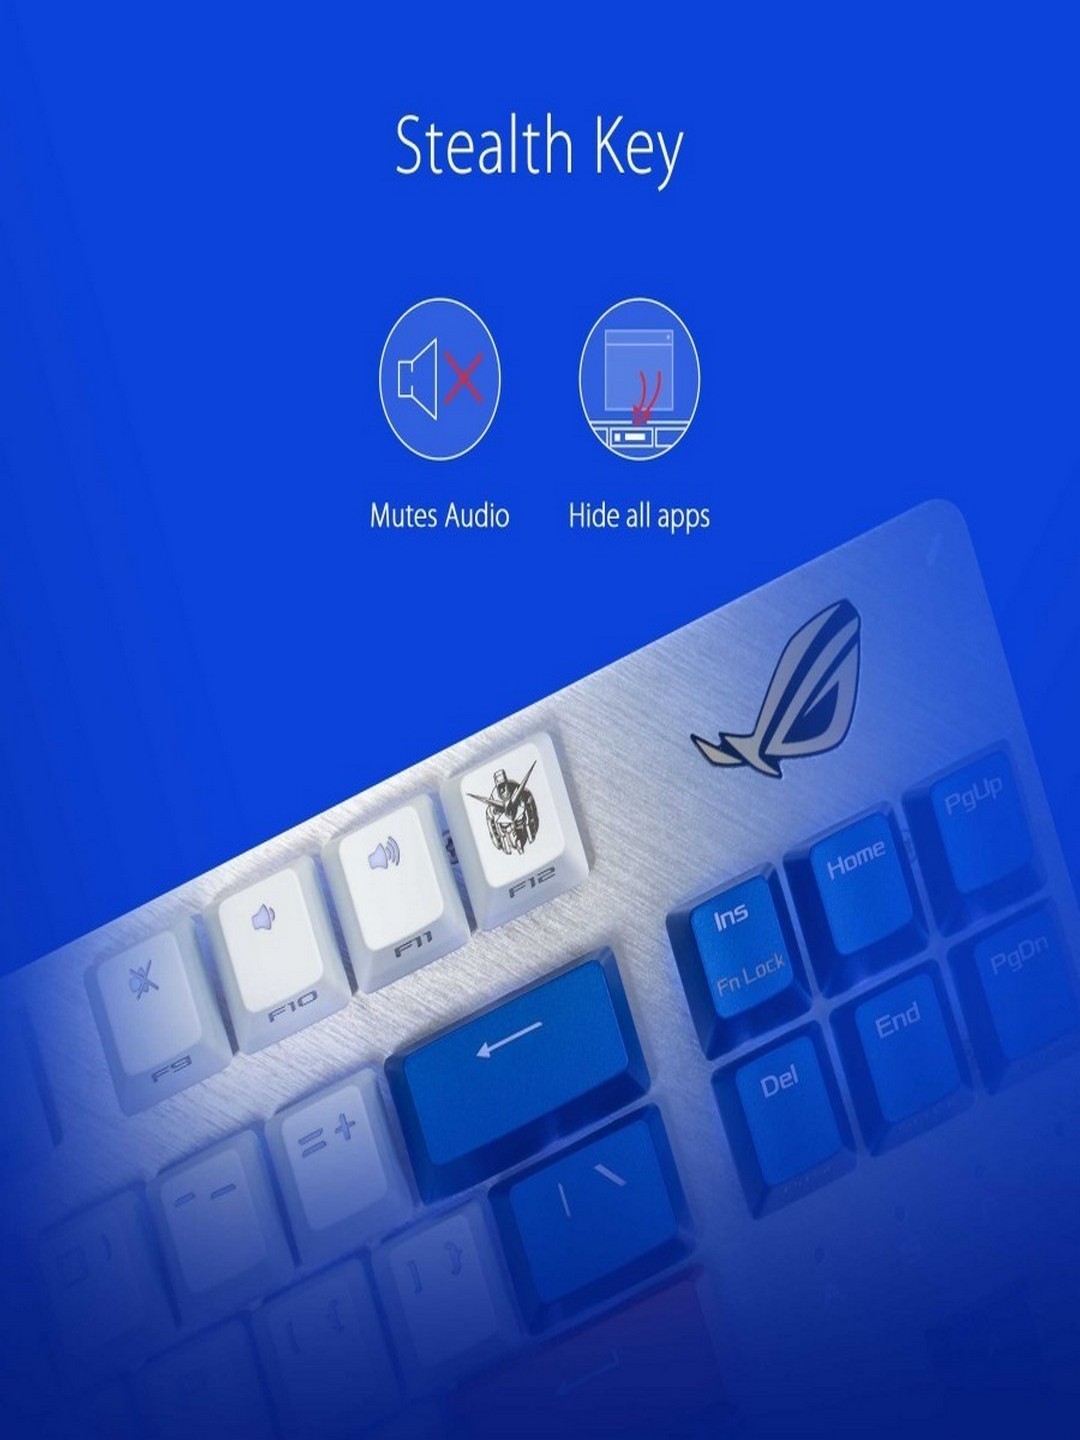 Stealth Key
Mutes Audio
Hide all apps
PgUp
Home
Ins
Fn Lock
F12
F11
F10
F9
PgDn
End
Del
= +
- _
\ |